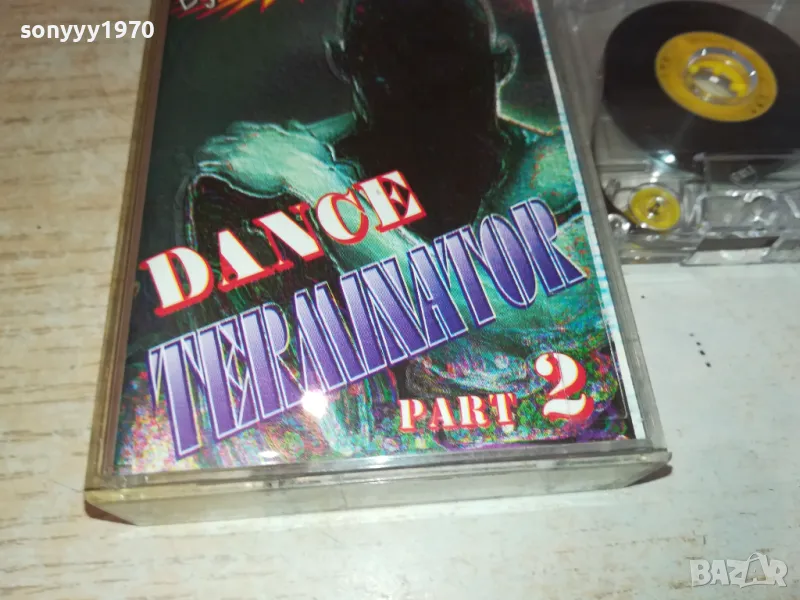 sonyyy1970
DANCE
TERMINATOR
PART 2
BAZAR